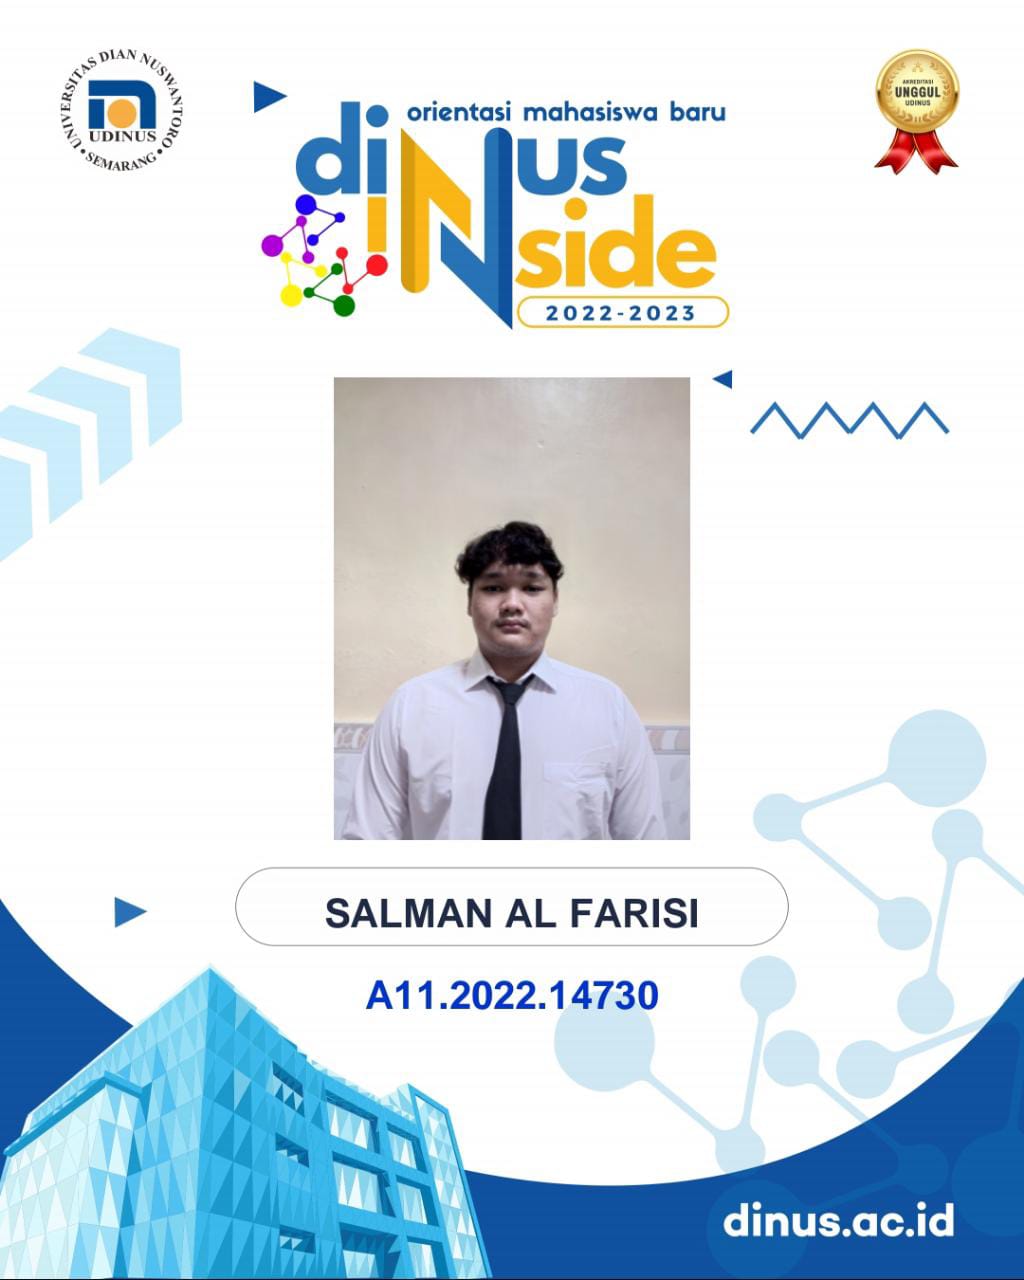 UNIVERSITAS DIAN NUSWANTORO
UDINUS
• SEMARANG •
orientasi mahasiswa baru
diNus
iNside
2022-2023
AKREDITASI
UNGGUL
UDINUS
SALMAN AL FARISI
A11.2022.14730
dinus.ac.id